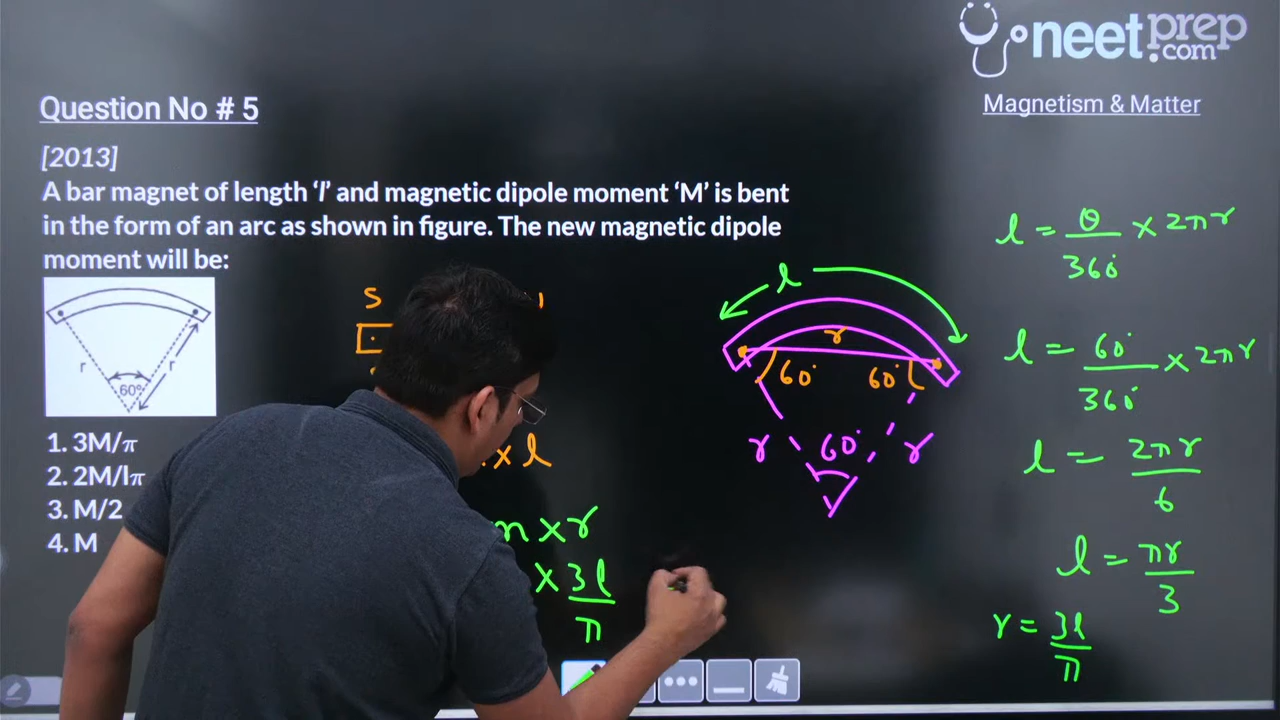 neetprep
.com
Magnetism & Matter
Question No # 5
[2013]
A bar magnet of length ‘l’ and magnetic dipole moment ‘M’ is bent
in the form of an arc as shown in figure. The new magnetic dipole
moment will be:
r
r
60°
1. 3M/π
2. 2M/lπ
3. M/2
4. M
S
× l
m × r
× 3l/π
l
r
60° 60°
r 60° r
l = θ/360° × 2πr
l = 60°/360° × 2πr
l = 2πr/6
l = πr/3
r = 3l/π